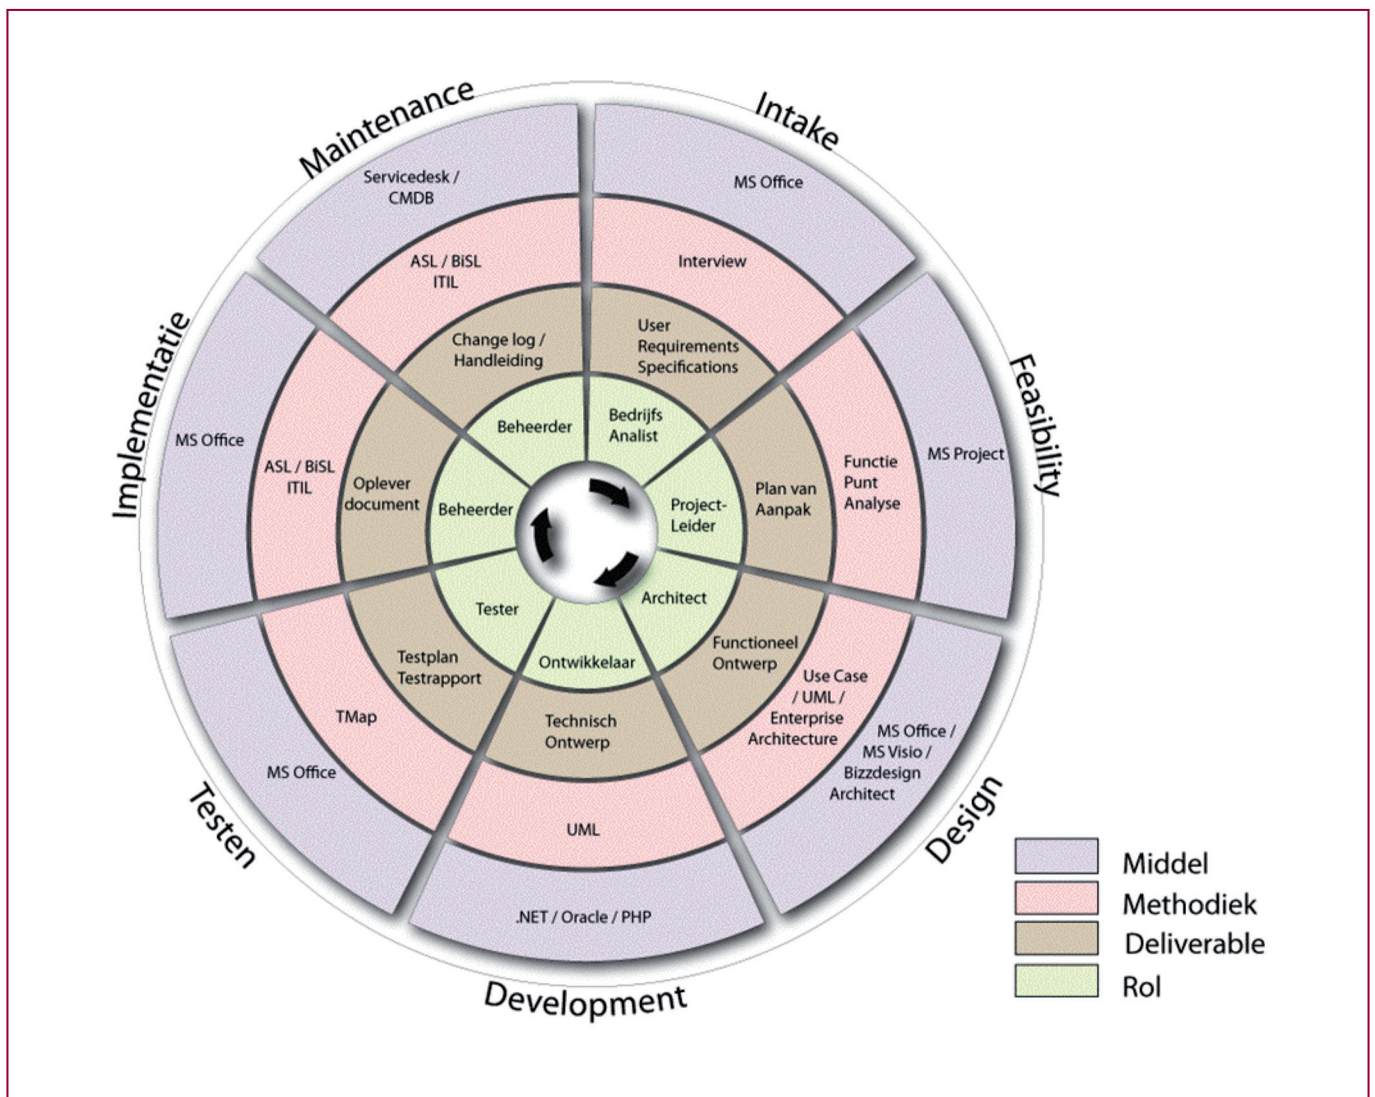 Intake
MS Office
Interview
User
Requirements
Specifications
Bedrijfs
Analist
Feasibility
MS Project
Functie
Punt
Analyse
Plan van
Aanpak
Project-
Leider
Design
MS Office /
MS Visio /
Bizzdesign
Architect
Use Case
/ UML /
Enterprise
Architecture
Functioneel
Ontwerp
Architect
Development
.NET / Oracle / PHP
UML
Technisch
Ontwerp
Ontwikkelaar
Testen
MS Office
TMap
Testplan
Testrapport
Tester
Implementatie
MS Office
ASL / BiSL
ITIL
Oplever
document
Beheerder
Maintenance
Servicedesk /
CMDB
ASL / BiSL
ITIL
Change log /
Handleiding
Beheerder
Middel
Methodiek
Deliverable
Rol